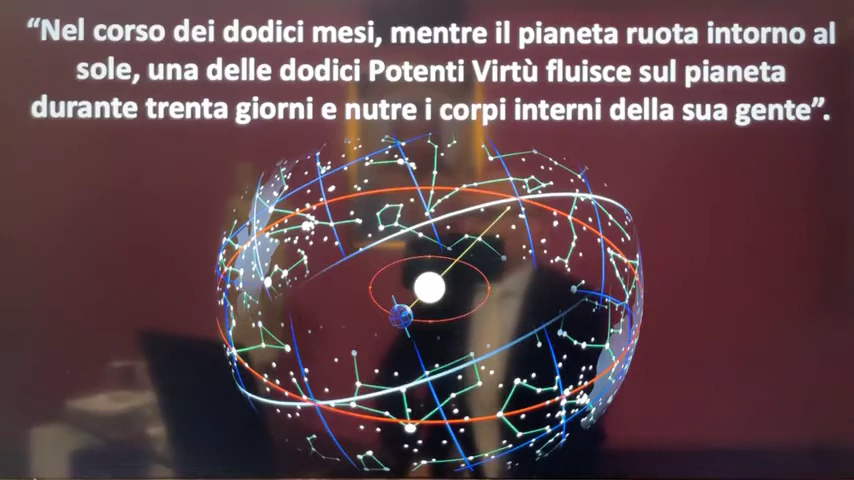 “Nel corso dei dodici mesi, mentre il pianeta ruota intorno al
sole, una delle dodici Potenti Virtù fluisce sul pianeta
durante trenta giorni e nutre i corpi interni della sua gente”.